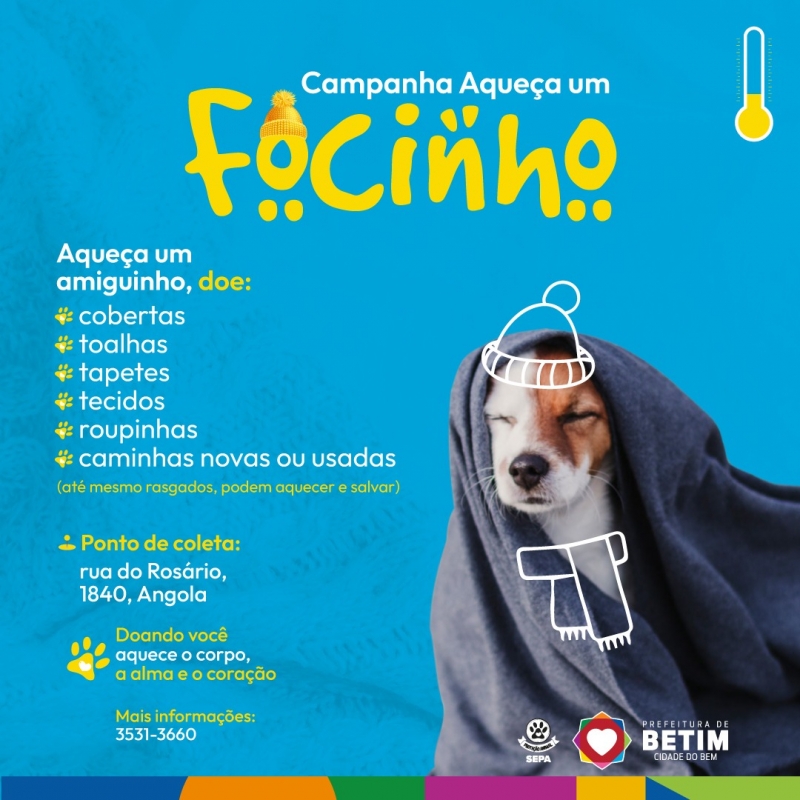 Campanha Aqueça um
Focinho
Aqueça um
amiguinho, doe:
cobertas
toalhas
tapetes
tecidos
roupinhas
caminhas novas ou usadas
(até mesmo rasgados, podem aquecer e salvar)
Ponto de coleta:
rua do Rosário,
1840, Angola
Doando você
aquece o corpo,
a alma e o coração
Mais informações:
3531-3660
SEPA
PREFEITURA DE
BETIM
CIDADE DO BEM